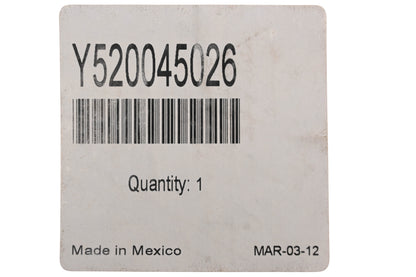 Y520045026
Quantity: 1
Made in Mexico MAR-03-12